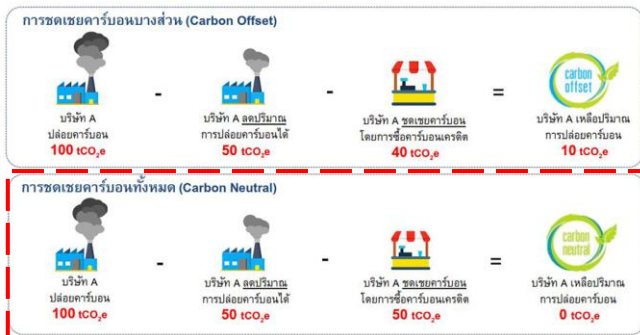 การชดเชยคาร์บอนบางส่วน (Carbon Offset)
บริษัท A
ปล่อยคาร์บอน
100 tCO₂e
-
บริษัท A ลดปริมาณ
การปล่อยคาร์บอนได้
50 tCO₂e
-
บริษัท A ชดเชยคาร์บอน
โดยการซื้อคาร์บอนเครดิต
40 tCO₂e
=
carbon
offset
บริษัท A เหลือปริมาณ
การปล่อยคาร์บอน
10 tCO₂e
การชดเชยคาร์บอนทั้งหมด (Carbon Neutral)
บริษัท A
ปล่อยคาร์บอน
100 tCO₂e
-
บริษัท A ลดปริมาณ
การปล่อยคาร์บอนได้
50 tCO₂e
-
บริษัท A ชดเชยคาร์บอน
โดยการซื้อคาร์บอนเครดิต
50 tCO₂e
=
carbon
neutral
บริษัท A เหลือปริมาณ
การปล่อยคาร์บอน
0 tCO₂e